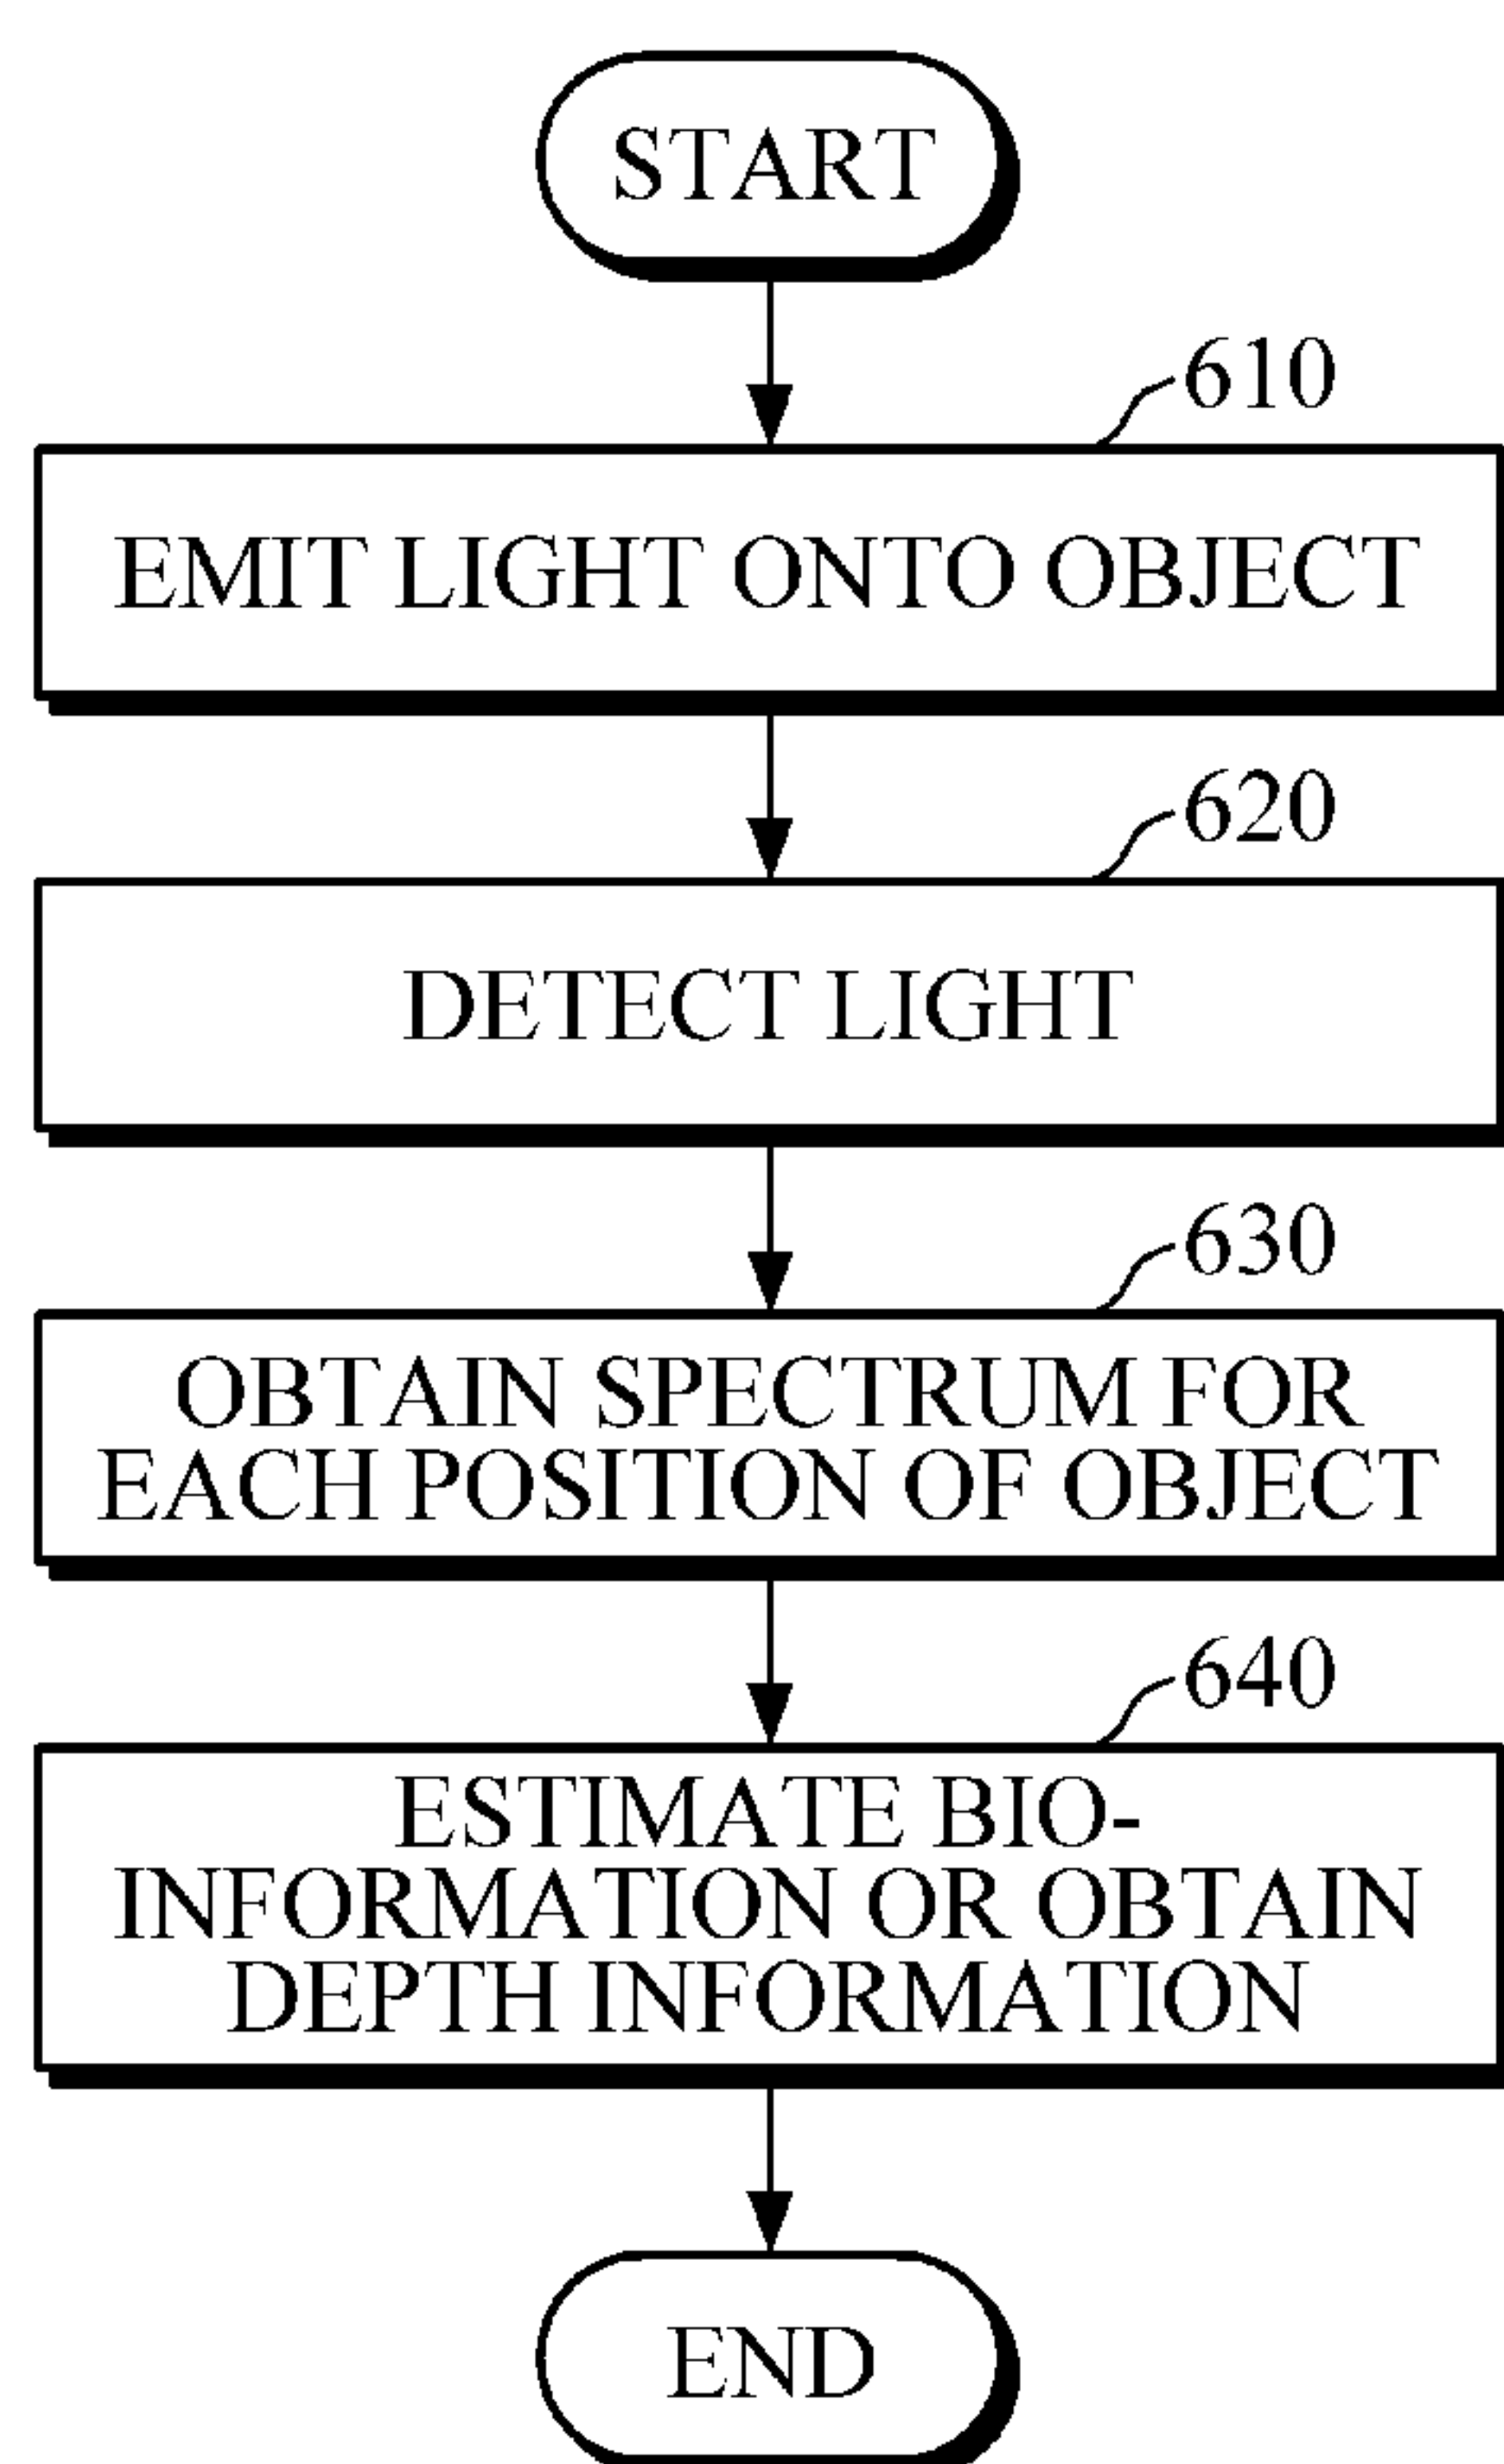 START
610
EMIT LIGHT ONTO OBJECT
620
DETECT LIGHT
630
OBTAIN SPECTRUM FOR
EACH POSITION OF OBJECT
640
ESTIMATE BIO-
INFORMATION OR OBTAIN
DEPTH INFORMATION
END